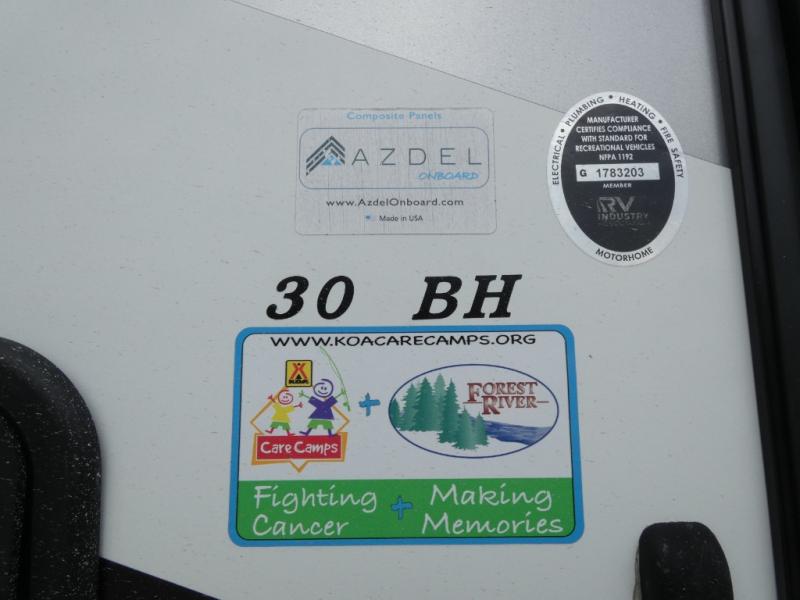 Composite Panels
AZDEL
ONBOARD
www.AzdelOnboard.com
Made in USA
ELECTRICAL • PLUMBING • HEATING • FIRE SAFETY
MANUFACTURER
CERTIFIES COMPLIANCE
WITH STANDARD FOR
RECREATIONAL VEHICLES
NFPA 1192
G 1783203
MEMBER
RV
INDUSTRY
ASSOCIATION
MOTORHOME
30 BH
WWW.KOACARECAMPS.ORG
Care Camps
+
FOREST
RIVER
Fighting + Making
Cancer Memories